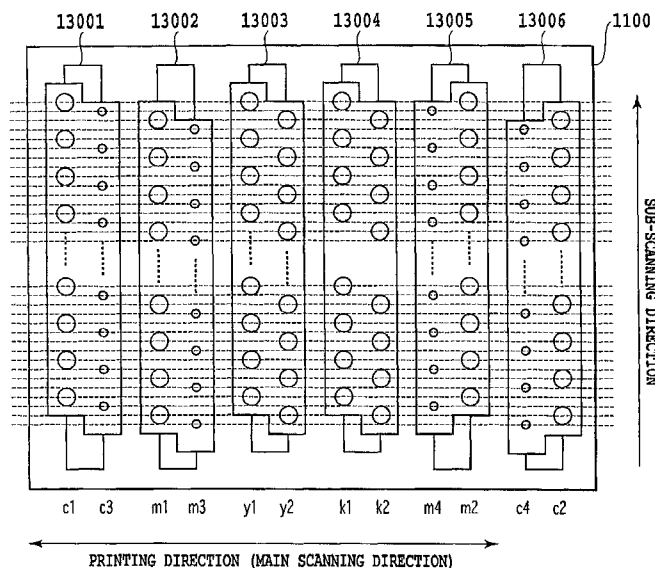 13001 13002 13003 13004 13005 13006 1100
SUB-SCANNING DIRECTION
c1 c3 m1 m3 y1 y2 k1 k2 m4 m2 c4 c2
PRINTING DIRECTION (MAIN SCANNING DIRECTION)